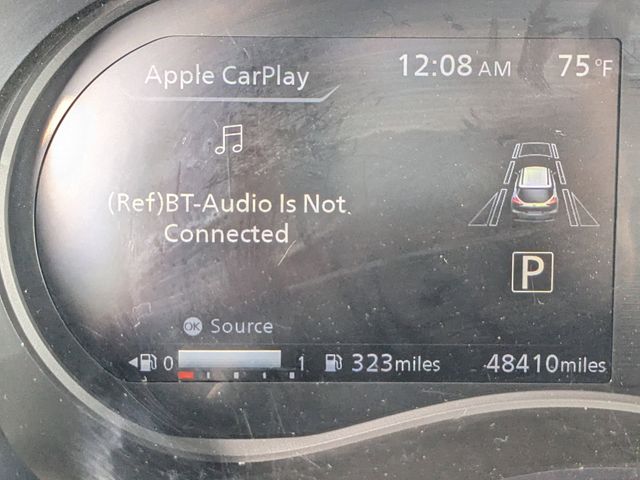 Apple CarPlay
12:08 AM 75°F
(Ref)BT-Audio Is Not
Connected
P
OK Source
0 1 323miles 48410miles